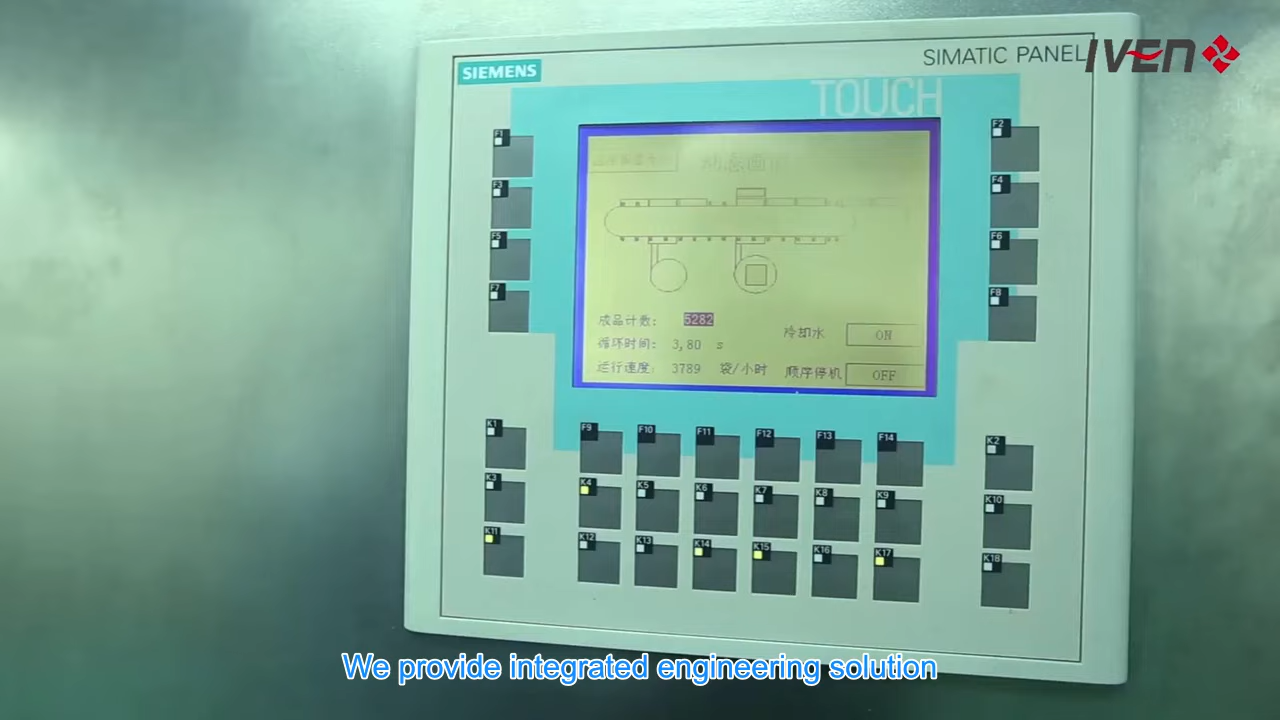 SIEMENS
SIMATIC PANEL
IVEN
TOUCH
F1
F2
F3
F4
F5
F6
F7
F8
成品计数: 5282
循环时间: 3,80 s
运行速度: 3789 袋/小时
冷却水 ON
顺序停机 OFF
K1
F9 F10 F11 F12 F13 F14
K2
K3
K4 K5 K6 K7 K8 K9
K10
K11
K12 K13 K14 K15 K16 K17
K18
We provide integrated engineering solution